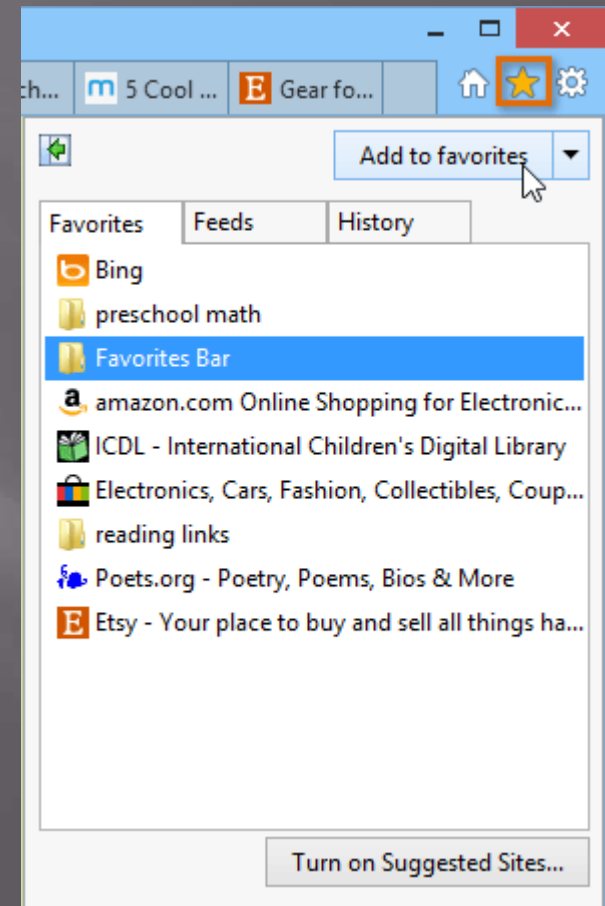 ch... m 5 Cool ... E Gear fo...
Add to favorites
Favorites Feeds History
b Bing
preschool math
Favorites Bar
a amazon.com Online Shopping for Electronic...
ICDL - International Children's Digital Library
Electronics, Cars, Fashion, Collectibles, Coup...
reading links
Poets.org - Poetry, Poems, Bios & More
E Etsy - Your place to buy and sell all things ha...
Turn on Suggested Sites...